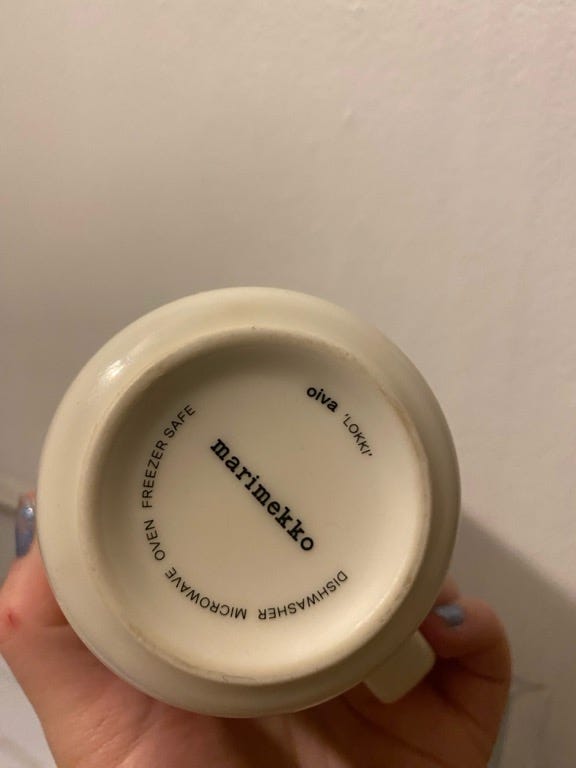 oiva 'LOKKI'
marimekko
DISHWASHER MICROWAVE OVEN FREEZER SAFE